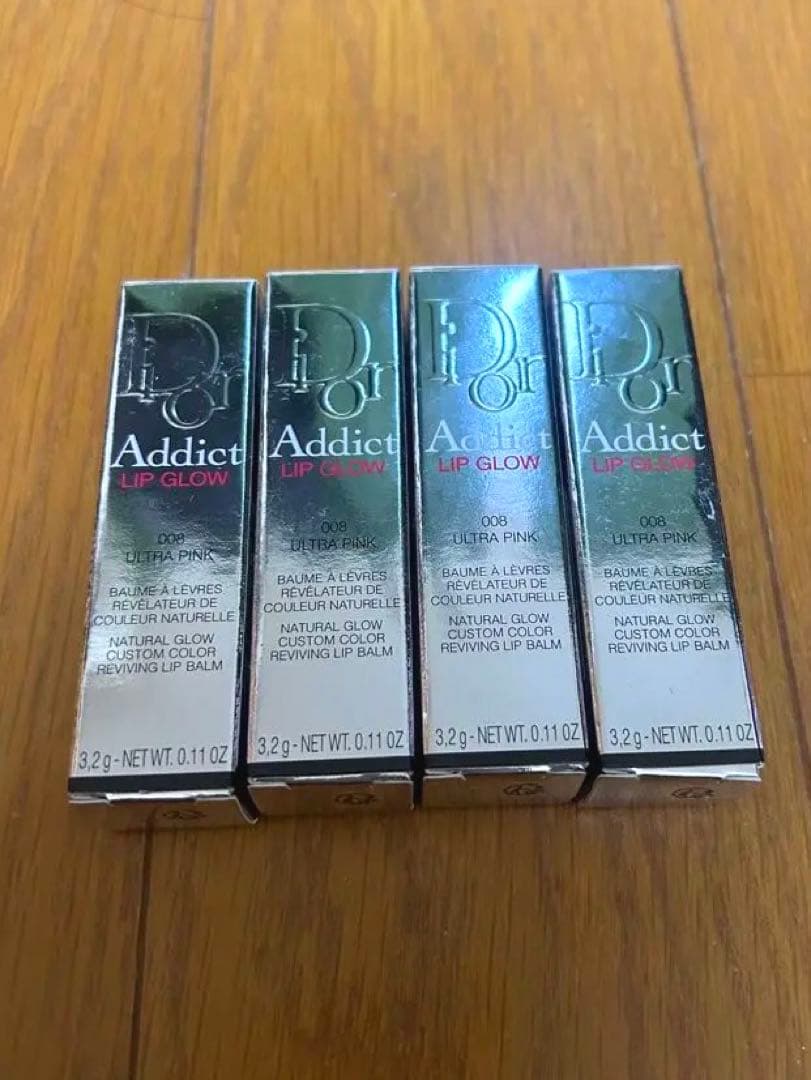 Dior
Addict
LIP GLOW
008
ULTRA PINK
BAUME À LÈVRES
RÉVÉLATEUR DE
COULEUR NATURELLE
NATURAL GLOW
CUSTOM COLOR
REVIVING LIP BALM
3,2 g - NET WT. 0.11 OZ
Dior
Addict
LIP GLOW
008
ULTRA PINK
BAUME À LÈVRES
RÉVÉLATEUR DE
COULEUR NATURELLE
NATURAL GLOW
CUSTOM COLOR
REVIVING LIP BALM
3,2 g - NET WT. 0.11 OZ
Dior
Addict
LIP GLOW
008
ULTRA PINK
BAUME À LÈVRES
RÉVÉLATEUR DE
COULEUR NATURELLE
NATURAL GLOW
CUSTOM COLOR
REVIVING LIP BALM
3,2 g - NET WT. 0.11 OZ
Dior
Addict
LIP GLOW
008
ULTRA PINK
BAUME À LÈVRES
RÉVÉLATEUR DE
COULEUR NATURELLE
NATURAL GLOW
CUSTOM COLOR
REVIVING LIP BALM
3,2 g - NET WT. 0.11 OZ